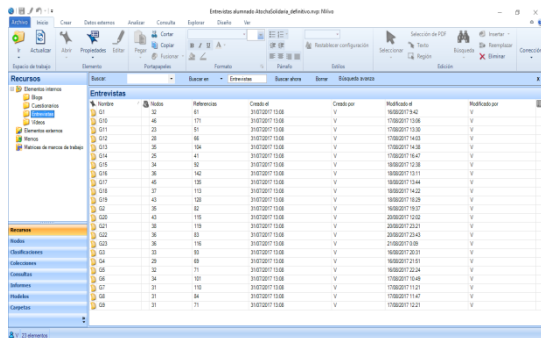 Entrevistas alumnado AbschuSolidaria_definitivo.nvp: NVivo
Archivo Inicio Crear Datos externos Analizar Consulta Explorar Diseño Ver
Ir Actualizar Abrir Propiedades Editar Pegar Cortar Copiar Fusionar
Restablecer configuración Seleccionar Selección de PDF Texto Región Búsqueda Insertar Reemplazar Eliminar Corrección
Espacio de trabajo Elemento Portapapeles Formato Párrafo Estilos Edición
Recursos
Buscar Buscar en Entrevistas Buscar ahora Borrar Búsqueda avanza
Elementos internos
Blogs
Cuestionarios
Entrevistas
Vídeos
Elementos externos
Memos
Matrices de marcos de trabajo
Entrevistas
Nombre Nodos Referencias Creado el Creado por Modificado el Modificado por
G1 32 61 31/07/2017 13:08 V 16/08/2017 9:42 V
G10 46 171 31/07/2017 13:08 V 17/08/2017 13:08 V
G11 23 51 31/07/2017 13:08 V 17/08/2017 13:30 V
G12 26 66 31/07/2017 13:08 V 17/08/2017 14:03 V
G13 35 104 31/07/2017 13:08 V 17/08/2017 14:38 V
G14 25 41 31/07/2017 13:08 V 17/08/2017 16:47 V
G15 34 92 31/07/2017 13:08 V 18/08/2017 12:38 V
G16 36 142 31/07/2017 13:08 V 18/08/2017 13:11 V
G17 45 135 31/07/2017 13:08 V 18/08/2017 13:44 V
G18 37 113 31/07/2017 13:08 V 18/08/2017 14:22 V
G19 43 128 31/07/2017 13:08 V 18/08/2017 18:29 V
G2 35 82 31/07/2017 13:08 V 16/08/2017 19:37 V
G20 43 115 31/07/2017 13:08 V 20/08/2017 12:02 V
G21 38 119 31/07/2017 13:08 V 20/08/2017 23:21 V
G22 36 83 31/07/2017 13:08 V 20/08/2017 23:43 V
G23 36 116 31/07/2017 13:08 V 21/08/2017 0:09 V
G3 33 93 31/07/2017 13:08 V 16/08/2017 20:31 V
G4 29 69 31/07/2017 13:08 V 16/08/2017 21:51 V
G5 32 71 31/07/2017 13:08 V 16/08/2017 22:24 V
G6 34 101 31/07/2017 13:08 V 17/08/2017 10:49 V
G7 31 110 31/07/2017 13:08 V 17/08/2017 11:21 V
G8 31 84 31/07/2017 13:08 V 17/08/2017 11:47 V
G9 31 71 31/07/2017 13:08 V 17/08/2017 12:21 V
Recursos
Nodos
Clasificaciones
Colecciones
Consultas
Informes
Modelos
Carpetas
V 23 elementos